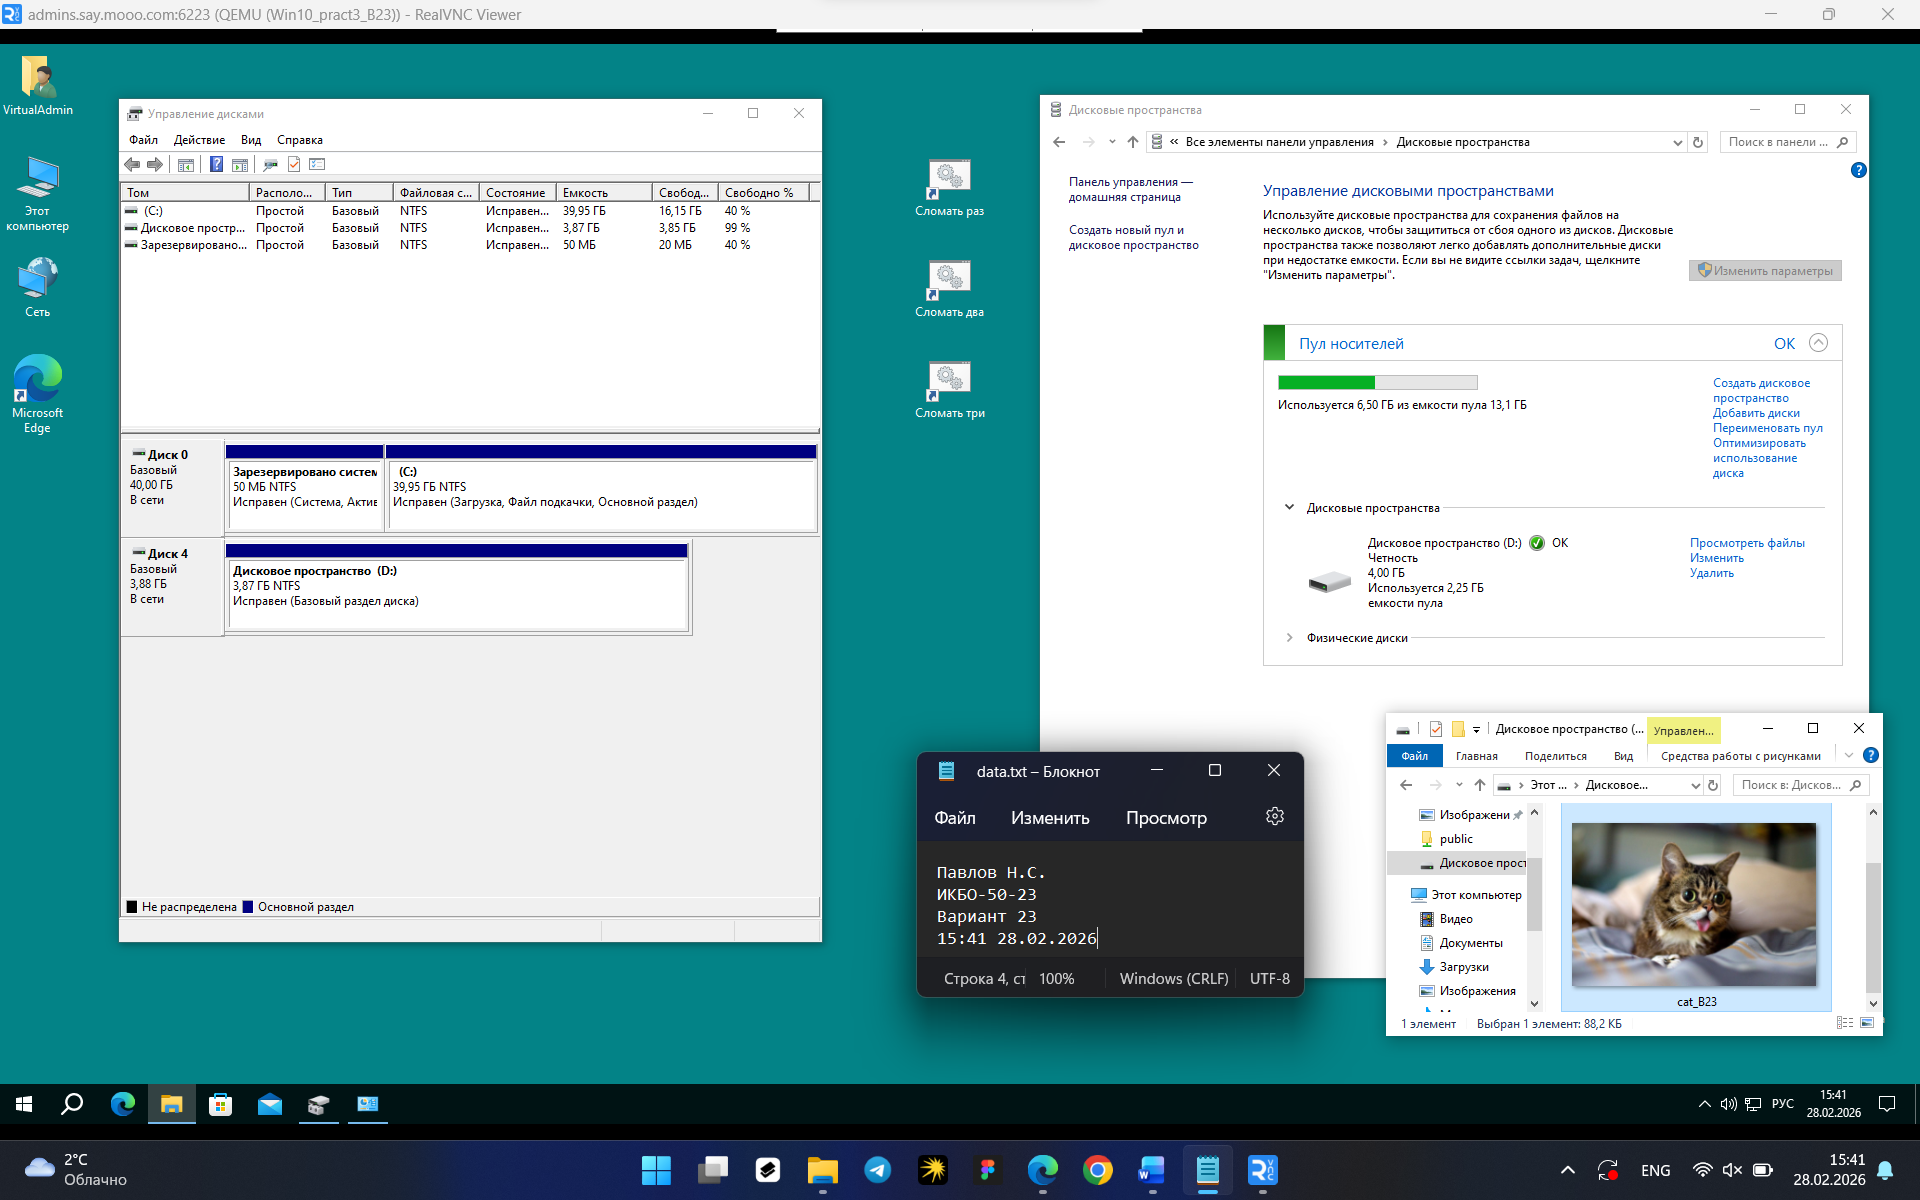 admins.say.mooo.com:6223 (QEMU (Win10_pract3_B23)) - RealVNC Viewer
VirtualAdmin
Этот
компьютер
Сеть
Microsoft
Edge
Управление дисками
Файл Действие Вид Справка
Том Располо... Тип Файловая с... Состояние Емкость Свобод... Свободно %
(C:) Простой Базовый NTFS Исправен... 39,95 ГБ 16,15 ГБ 40 %
Дисковое простр... Простой Базовый NTFS Исправен... 3,87 ГБ 3,85 ГБ 99 %
Зарезервировано... Простой Базовый NTFS Исправен... 50 МБ 20 МБ 40 %
Диск 0
Базовый
40,00 ГБ
В сети
Зарезервировано систем
50 МБ NTFS
Исправен (Система, Актив
(C:)
39,95 ГБ NTFS
Исправен (Загрузка, Файл подкачки, Основной раздел)
Диск 4
Базовый
3,88 ГБ
В сети
Дисковое пространство (D:)
3,87 ГБ NTFS
Исправен (Базовый раздел диска)
Не распределена Основной раздел
Сломать раз
Сломать два
Сломать три
Дисковые пространства
« Все элементы панели управления › Дисковые пространства
Поиск в панели ...
Панель управления —
домашняя страница
Создать новый пул и
дисковое пространство
Управление дисковыми пространствами
Используйте дисковые пространства для сохранения файлов на
несколько дисков, чтобы защититься от сбоя одного из дисков. Дисковые
пространства также позволяют легко добавлять дополнительные диски
при недостатке емкости. Если вы не видите ссылки задач, щелкните
"Изменить параметры".
Изменить параметры
Пул носителей ОК
Используется 6,50 ГБ из емкости пула 13,1 ГБ
Создать дисковое
пространство
Добавить диски
Переименовать пул
Оптимизировать
использование
диска
Дисковые пространства
Дисковое пространство (D:) ОК
Четность
4,00 ГБ
Используется 2,25 ГБ
емкости пула
Просмотреть файлы
Изменить
Удалить
Физические диски
data.txt – Блокнот
Файл Изменить Просмотр
Павлов Н.С.
ИКБО-50-23
Вариант 23
15:41 28.02.2026
Строка 4, ст 100% Windows (CRLF) UTF-8
Дисковое пространство (... Управлен...
Файл Главная Поделиться Вид Средства работы с рисунками
› Этот ... › Дисковое...
Поиск в: Дисков...
Изображени
public
Дисковое прост
Этот компьютер
Видео
Документы
Загрузки
Изображения
cat_B23
1 элемент Выбран 1 элемент: 88,2 КБ
РУС
15:41
28.02.2026
2°C
Облачно
ENG
15:41
28.02.2026